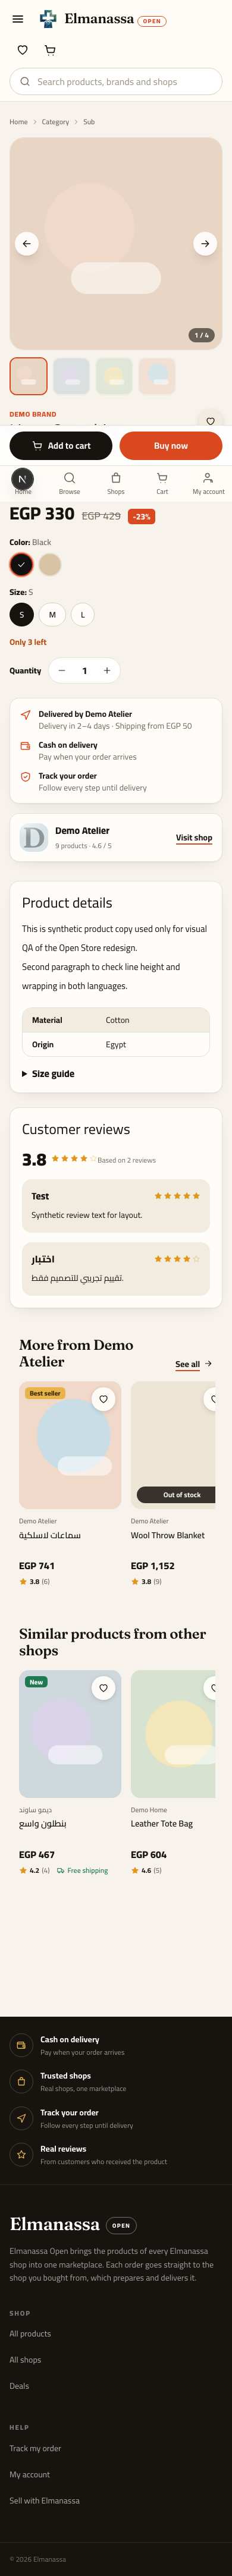 Elmanassa OPEN
Search products, brands and shops
Home > Category > Sub
1 / 4
DEMO BRAND
Add to cart
Buy now
N
Home
Browse
Shops
Cart
My account
EGP 330 EGP 429 -23%
Color: Black
Size: S
S
M
L
Only 3 left
Quantity
1
Delivered by Demo Atelier
Delivery in 2–4 days · Shipping from EGP 50
Cash on delivery
Pay when your order arrives
Track your order
Follow every step until delivery
D
Demo Atelier
9 products · 4.6 / 5
Visit shop
Product details
This is synthetic product copy used only for visual
QA of the Open Store redesign.
Second paragraph to check line height and
wrapping in both languages.
Material Cotton
Origin Egypt
Size guide
Customer reviews
3.8 Based on 2 reviews
Test
Synthetic review text for layout.
اختبار
تقييم تجريبي للتصميم فقط.
More from Demo
Atelier
See all
Best seller
Out of stock
Demo Atelier
سماعات لاسلكية
EGP 741
3.8 (6)
Demo Atelier
Wool Throw Blanket
EGP 1,152
3.8 (9)
Similar products from other
shops
New
ديمو ساوند
بنطلون واسع
EGP 467
4.2 (4) Free shipping
Demo Home
Leather Tote Bag
EGP 604
4.6 (5)
Cash on delivery
Pay when your order arrives
Trusted shops
Real shops, one marketplace
Track your order
Follow every step until delivery
Real reviews
From customers who received the product
Elmanassa OPEN
Elmanassa Open brings the products of every Elmanassa
shop into one marketplace. Each order goes straight to the
shop you bought from, which prepares and delivers it.
SHOP
All products
All shops
Deals
HELP
Track my order
My account
Sell with Elmanassa
© 2026 Elmanassa